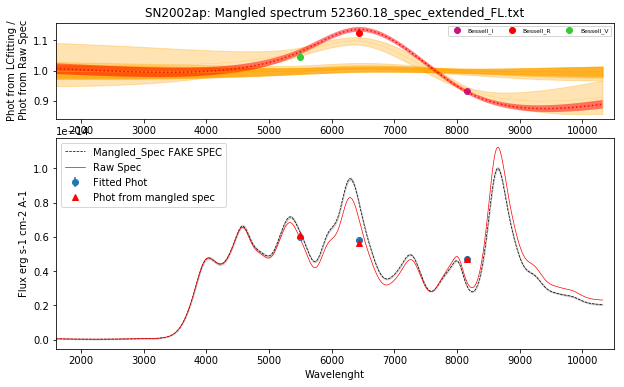 SN2002ap: Mangled spectrum 52360.18_spec_extended_FL.txt
Phot from LCfitting /
Phot from Raw Spec
1.1
1.0
0.9
Bessell_I
Bessell_R
Bessell_V
2000 3000 4000 5000 6000 7000 8000 9000 10000
1e−14
Flux erg s-1 cm-2 A-1
1.0
0.8
0.6
0.4
0.2
0.0
Mangled_Spec FAKE SPEC
Raw Spec
Fitted Phot
Phot from mangled spec
2000 3000 4000 5000 6000 7000 8000 9000 10000
Wavelenght